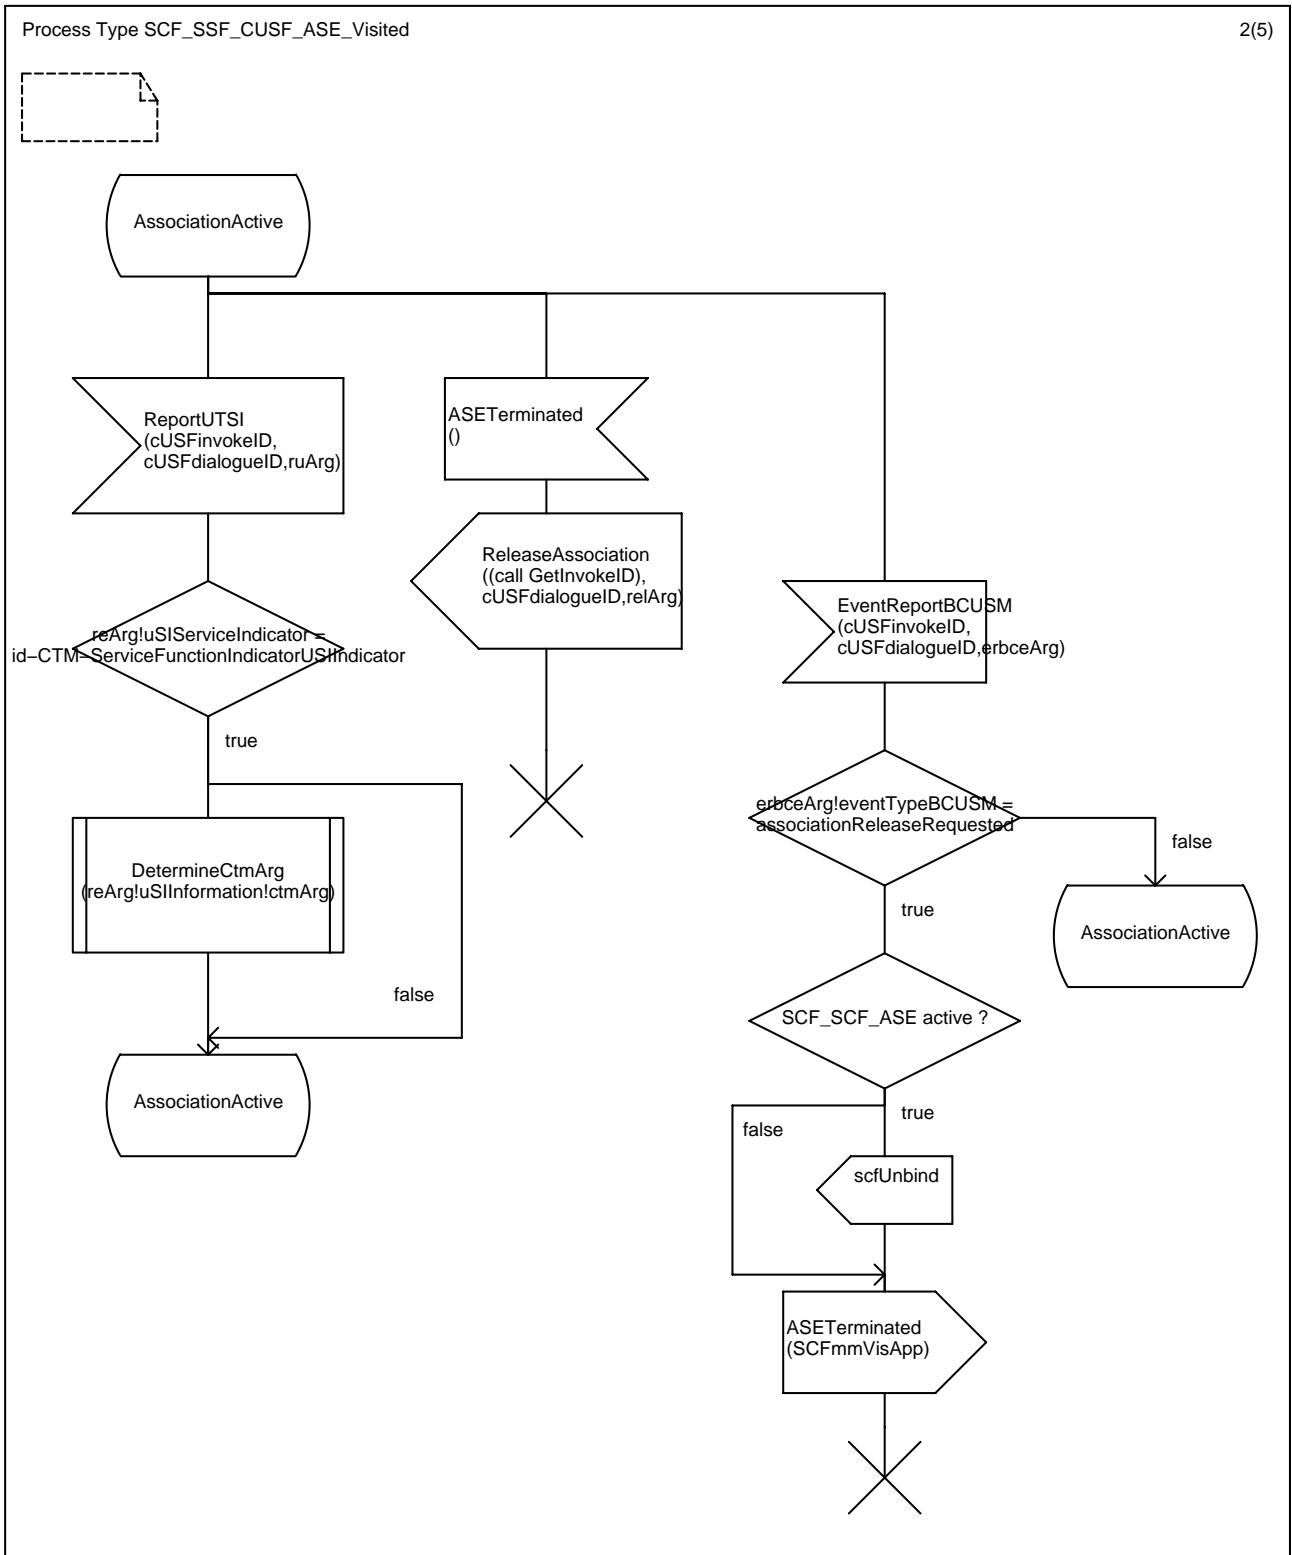 Process Type SCF_SSF_CUSF_ASE_Visited
2(5)
AssociationActive
ReportUTSI
(cUSFinvokeID,
cUSFdialogueID,ruArg)
ASETerminated
()
ReleaseAssociation
((call GetInvokeID),
cUSFdialogueID,relArg)
EventReportBCUSM
(cUSFinvokeID,
cUSFdialogueID,erbceArg)
reArg!uSIServiceIndicator =
id–CTM–ServiceFunctionIndicatorUSIIndicator
true
erbceArg!eventTypeBCUSM =
associationReleaseRequested
false
DetermineCtmArg
(reArg!uSIInformation!ctmArg)
true
AssociationActive
false
SCF_SCF_ASE active ?
AssociationActive
true
false
scfUnbind
ASETerminated
(SCFmmVisApp)